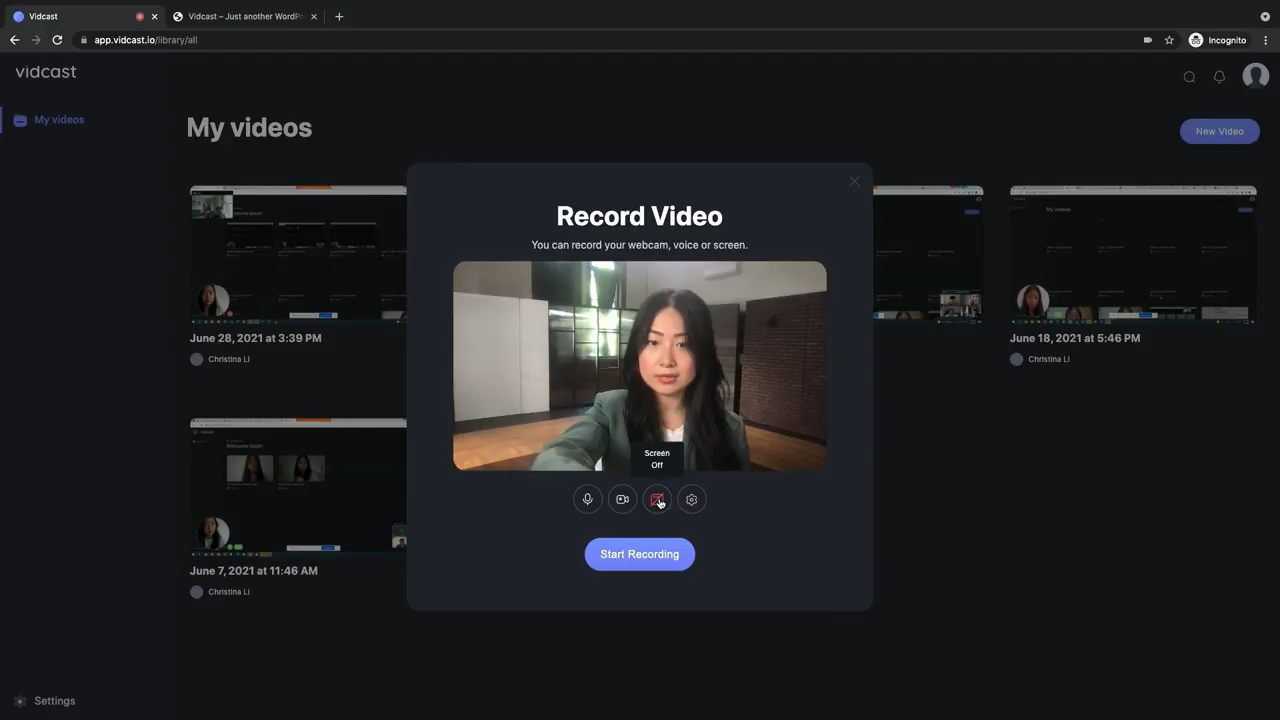 Vidcast
Vidcast – Just another WordPr
app.vidcast.io/library/all
Incognito
vidcast
My videos
My videos
New Video
Record Video
You can record your webcam, voice or screen.
Screen
Off
Start Recording
June 28, 2021 at 3:39 PM
Christina Li
June 18, 2021 at 5:46 PM
Christina Li
June 7, 2021 at 11:46 AM
Christina Li
Settings